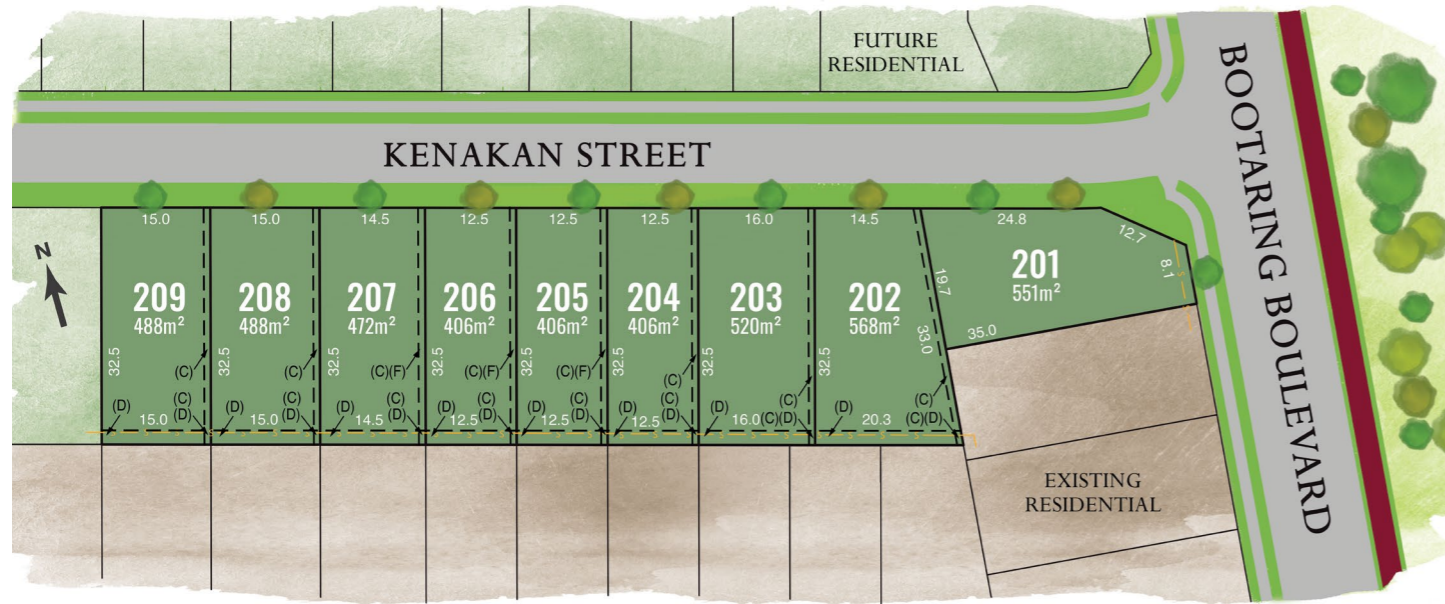 FUTURE
RESIDENTIAL
BOOTARING BOULEVARD
KENAKAN STREET
N
15.0
15.0
14.5
12.5
12.5
12.5
16.0
14.5
24.8
12.7
8.1
209
488m²
208
488m²
207
472m²
206
406m²
205
406m²
204
406m²
203
520m²
202
568m²
201
551m²
19.7
33.0
35.0
32.5
32.5
32.5
32.5
32.5
32.5
32.5
32.5
(C)
(C)
(C)(F)
(C)(F)
(C)(F)
(C)
(C)
(C)
(D)
15.0
(C)
(D)
(D)
15.0
(C)
(D)
(D)
14.5
(C)
(D)
(D)
12.5
(C)
(D)
(D)
12.5
(C)
(D)
(D)
12.5
(C)
(D)
(D)
16.0
(C)(D)
(D)
20.3
(C)(D)
EXISTING
RESIDENTIAL